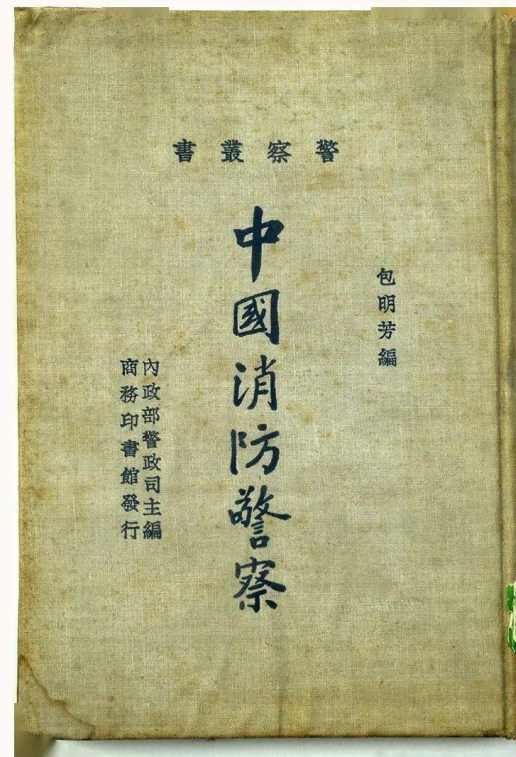 警察叢書
包明芳編
中國消防警察
內政部警政司主編
商務印書館發行